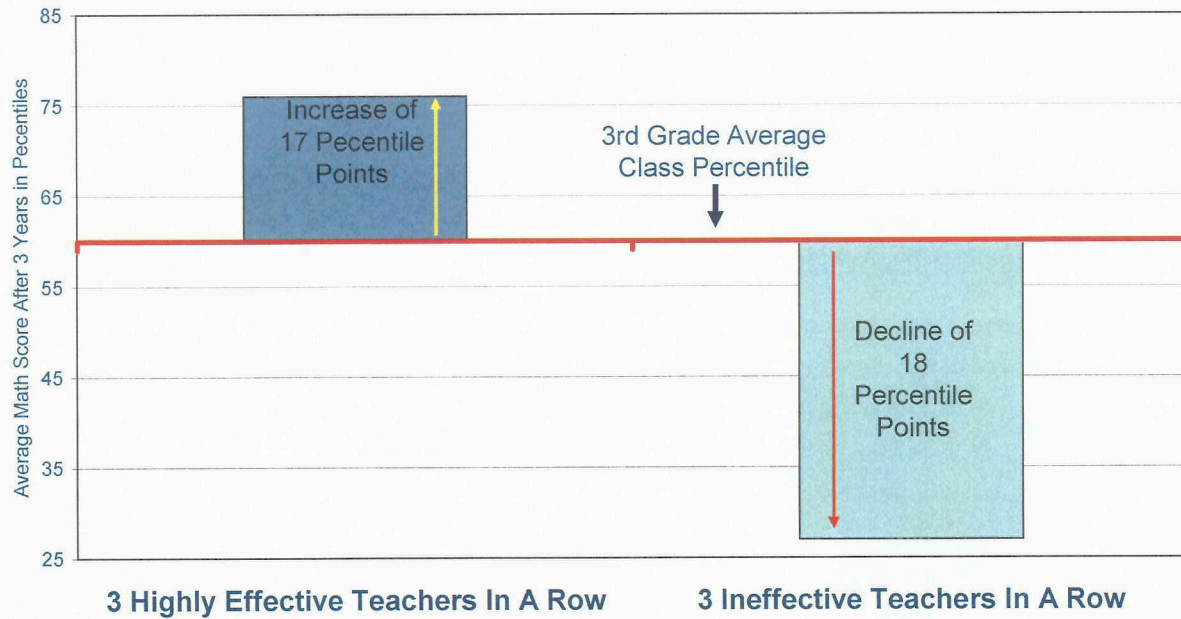 85
75
65
55
45
35
25
Average Math Score After 3 Years in Pecentiles
Increase of
17 Pecentile
Points
3rd Grade Average
Class Percentile
Decline of
18
Percentile
Points
3 Highly Effective Teachers In A Row
3 Ineffective Teachers In A Row